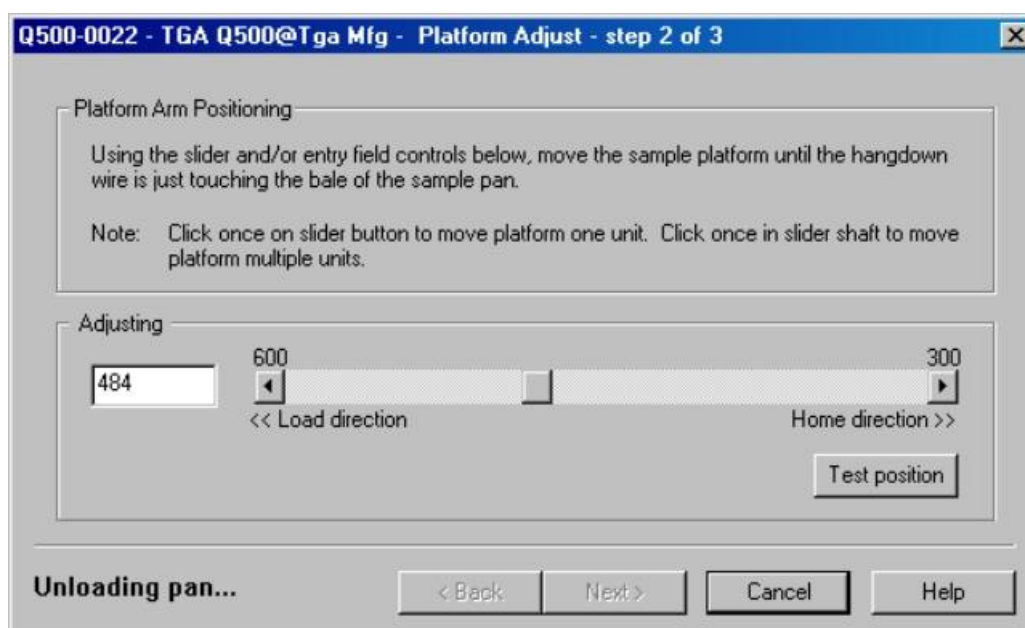 Q500-0022 - TGA Q500@Tga Mfg - Platform Adjust - step 2 of 3
Platform Arm Positioning
Using the slider and/or entry field controls below, move the sample platform until the hangdown
wire is just touching the bale of the sample pan.
Note: Click once on slider button to move platform one unit. Click once in slider shaft to move
platform multiple units.
Adjusting
600 300
484
<< Load direction Home direction >>
Test position
Unloading pan... < Back Next > Cancel Help